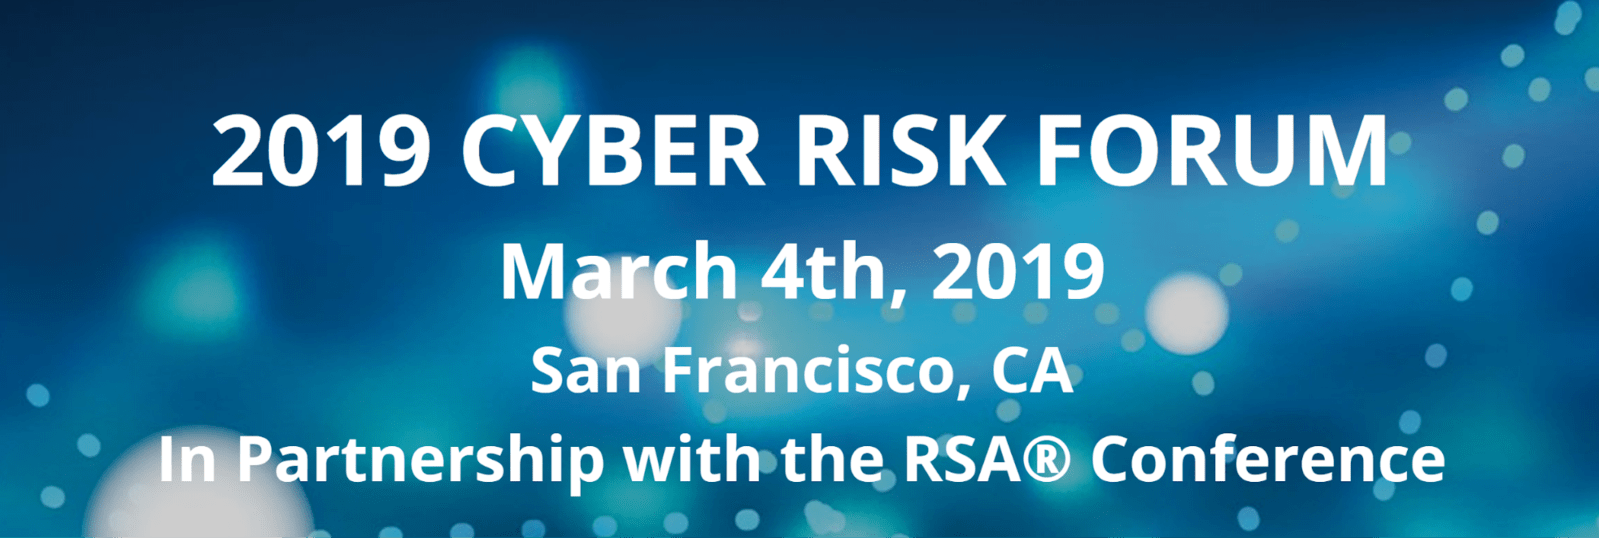 2019 CYBER RISK FORUM
March 4th, 2019
San Francisco, CA
In Partnership with the RSA® Conference